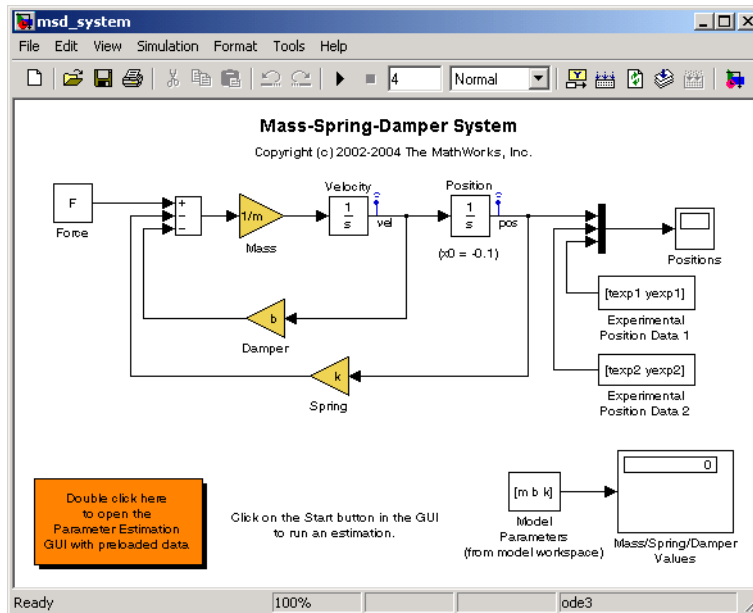 msd_system
File Edit View Simulation Format Tools Help
4 Normal
Mass-Spring-Damper System
Copyright (c) 2002-2004 The MathWorks, Inc.
F
Force
+
−
−
1/m
Mass
Velocity
1
s
vel
Position
1
s
pos
(x0 = -0.1)
Positions
[texp1 yexp1]
Experimental
Position Data 1
b
Damper
[texp2 yexp2]
Experimental
Position Data 2
k
Spring
Double click here
to open the
Parameter Estimation
GUI with preloaded data
Click on the Start button in the GUI
to run an estimation.
[m b k]
Model
Parameters
(from model workspace)
0
Mass/Spring/Damper
Values
Ready 100% ode3